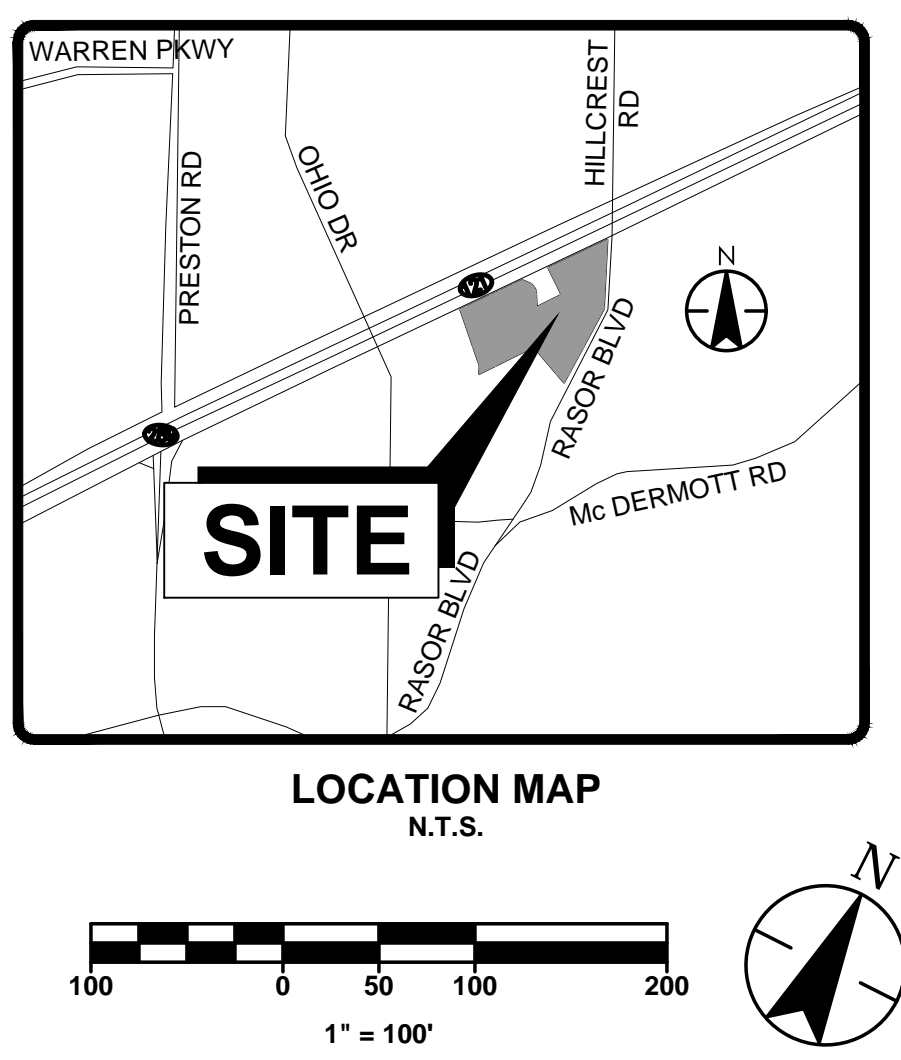 WARREN PKWY
HILLCREST
RD
OHIO DR
PRESTON RD
N
RASOR BLVD
Mc DERMOTT RD
SITE
RASOR BLVD
LOCATION MAP
N.T.S.
N
100 0 50 100 200
1" = 100'